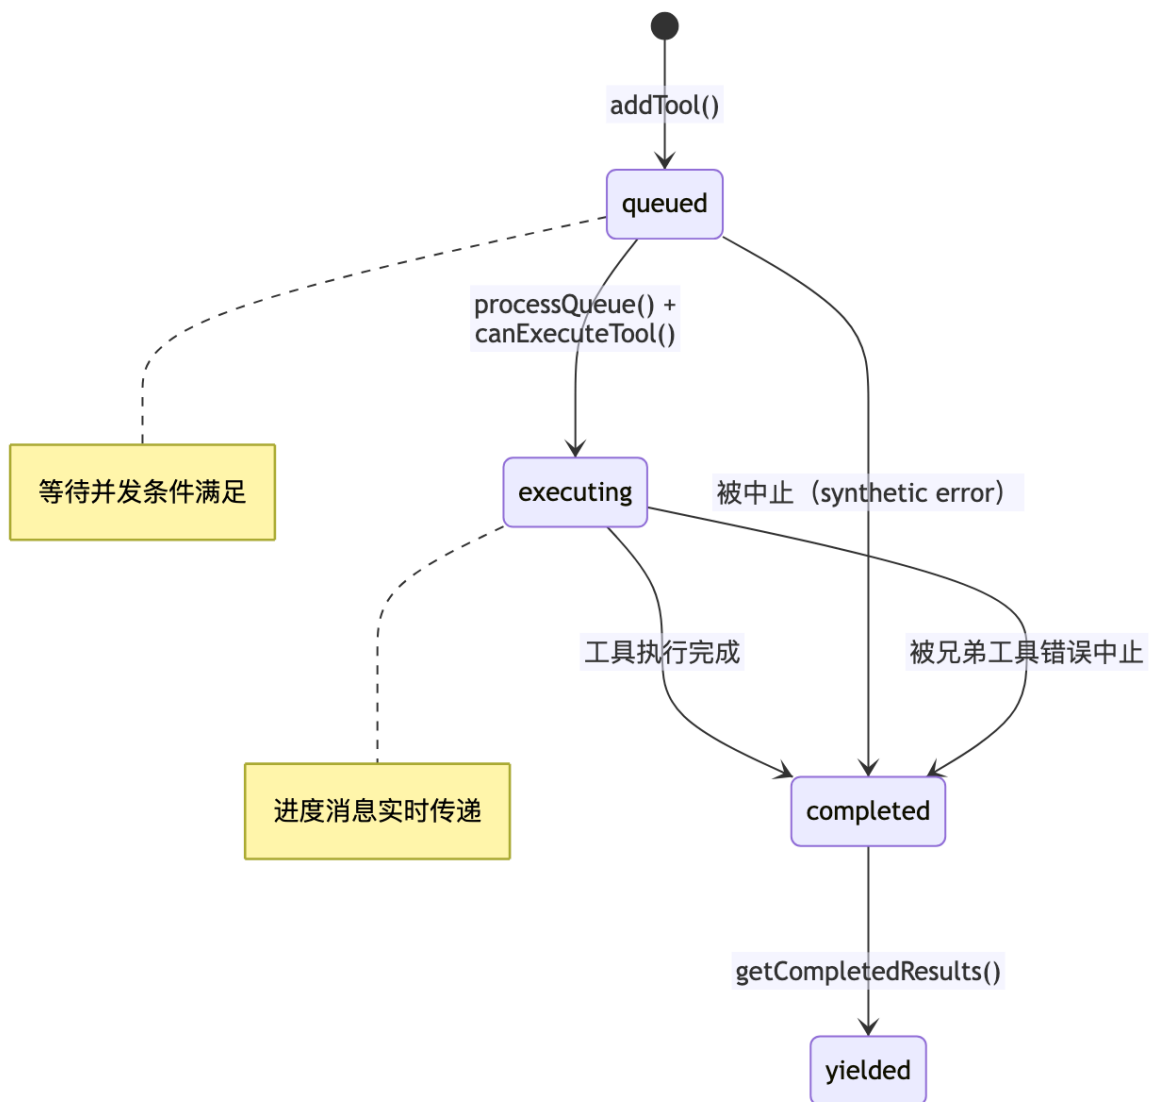 addTool()
queued
processQueue() +
canExecuteTool()
等待并发条件满足
executing
被中止（synthetic error）
工具执行完成
被兄弟工具错误中止
进度消息实时传递
completed
getCompletedResults()
yielded